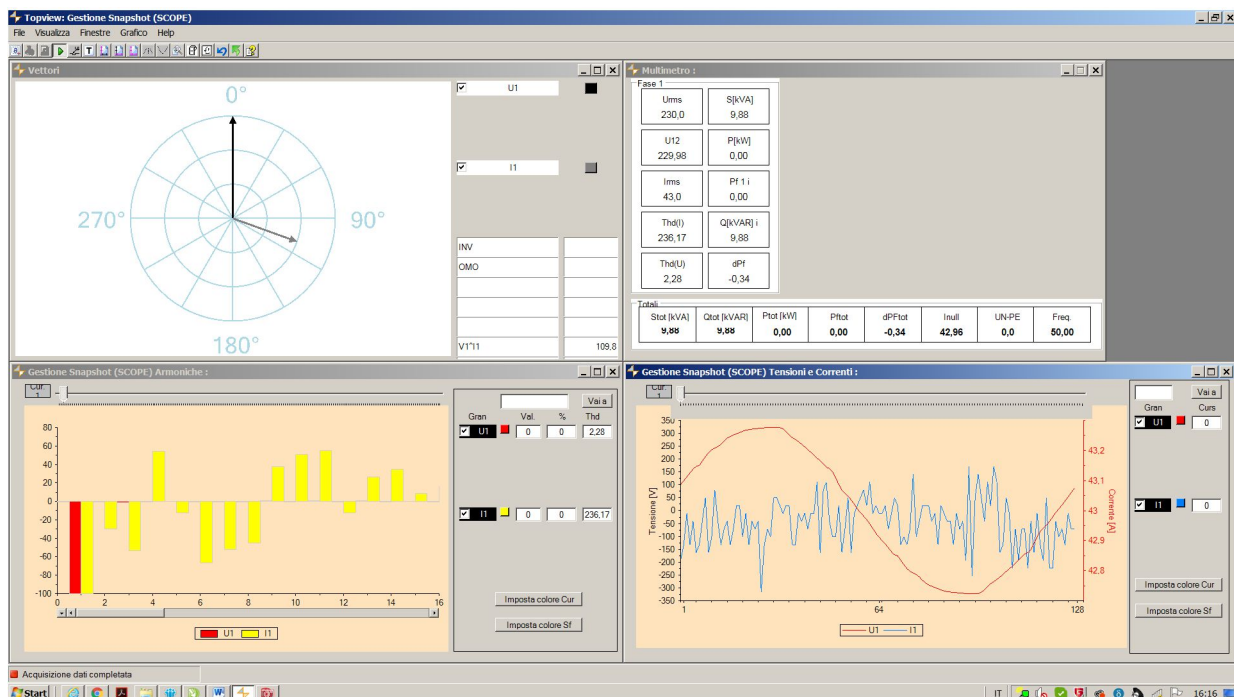 Topview: Gestione Snapshot (SCOPE)
File Visualizza Finestre Grafico Help
Vettori
0°
90°
180°
270°
U1
I1
INV
OMO
V1^I1 109,8
Multimetro :
Fase 1
Urms S[kVA]
230,0 9,88
U12 P[kW]
229,98 0,00
Irms Pf 1 i
43,0 0,00
Thd(I) Q[kVAR] i
236,17 9,88
Thd(U) dPf
2,28 -0,34
Totali
Stot [kVA] Qtot [kVAR] Ptot [kW] Pftot dPFtot Inull UN-PE Freq.
9,88 9,88 0,00 0,00 -0,34 42,96 0,0 50,00
Gestione Snapshot (SCOPE) Armoniche :
Cur. 1
Vai a
Gran Val. % Thd
U1 0 0 2,28
I1 0 0 236,17
80
60
40
20
0
-20
-40
-60
-80
-100
0 2 4 6 8 10 12 14 16
U1 I1
Imposta colore Cur
Imposta colore Sf
Gestione Snapshot (SCOPE) Tensioni e Correnti :
Cur. 1
Vai a
Gran Curs
U1 0
I1 0
350
300
250
200
150
100
50
0
-50
-100
-150
-200
-250
-300
-350
Tensione [V]
43,2
43,1
43
42,9
42,8
Corrente [A]
1 64 128
U1 I1
Imposta colore Cur
Imposta colore Sf
Acquisizione dati completata
Start
IT
16:16